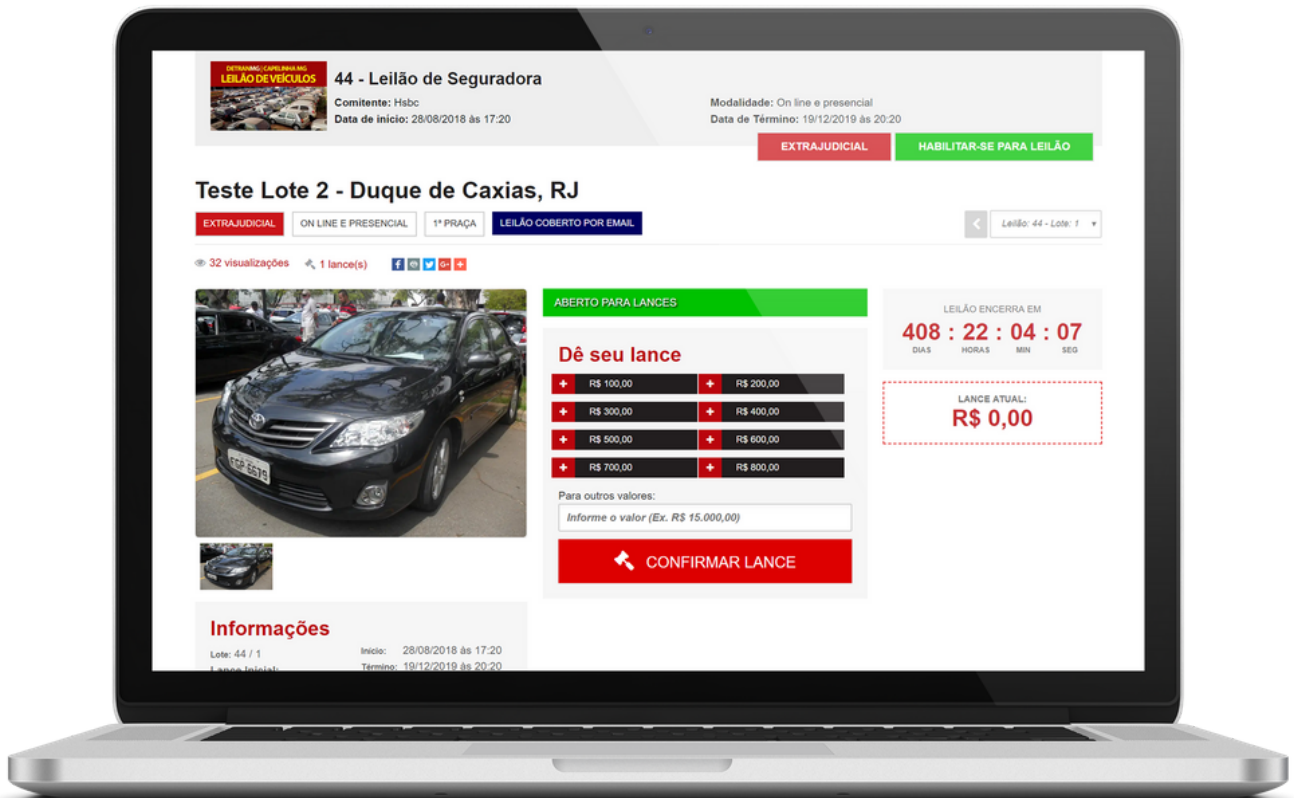 DETRAN/MG | CAPELINHA MG
LEILÃO DE VEÍCULOS
44 - Leilão de Seguradora
Comitente: Hsbc
Data de inicio: 28/08/2018 às 17:20
Modalidade: On line e presencial
Data de Término: 19/12/2019 às 20:20
EXTRAJUDICIAL
HABILITAR-SE PARA LEILÃO
Teste Lote 2 - Duque de Caxias, RJ
EXTRAJUDICIAL
ON LINE E PRESENCIAL
1ª PRAÇA
LEILÃO COBERTO POR EMAIL
Leilão: 44 - Lote: 1
32 visualizações
1 lance(s)
ABERTO PARA LANCES
Dê seu lance
R$ 100,00
R$ 200,00
R$ 300,00
R$ 400,00
R$ 500,00
R$ 600,00
R$ 700,00
R$ 800,00
Para outros valores:
Informe o valor (Ex. R$ 15.000,00)
CONFIRMAR LANCE
LEILÃO ENCERRA EM
408 : 22 : 04 : 07
DIAS HORAS MIN SEG
LANCE ATUAL:
R$ 0,00
Informações
Lote: 44 / 1
Lance Inicial:
Inicio: 28/08/2018 às 17:20
Término: 19/12/2019 às 20:20